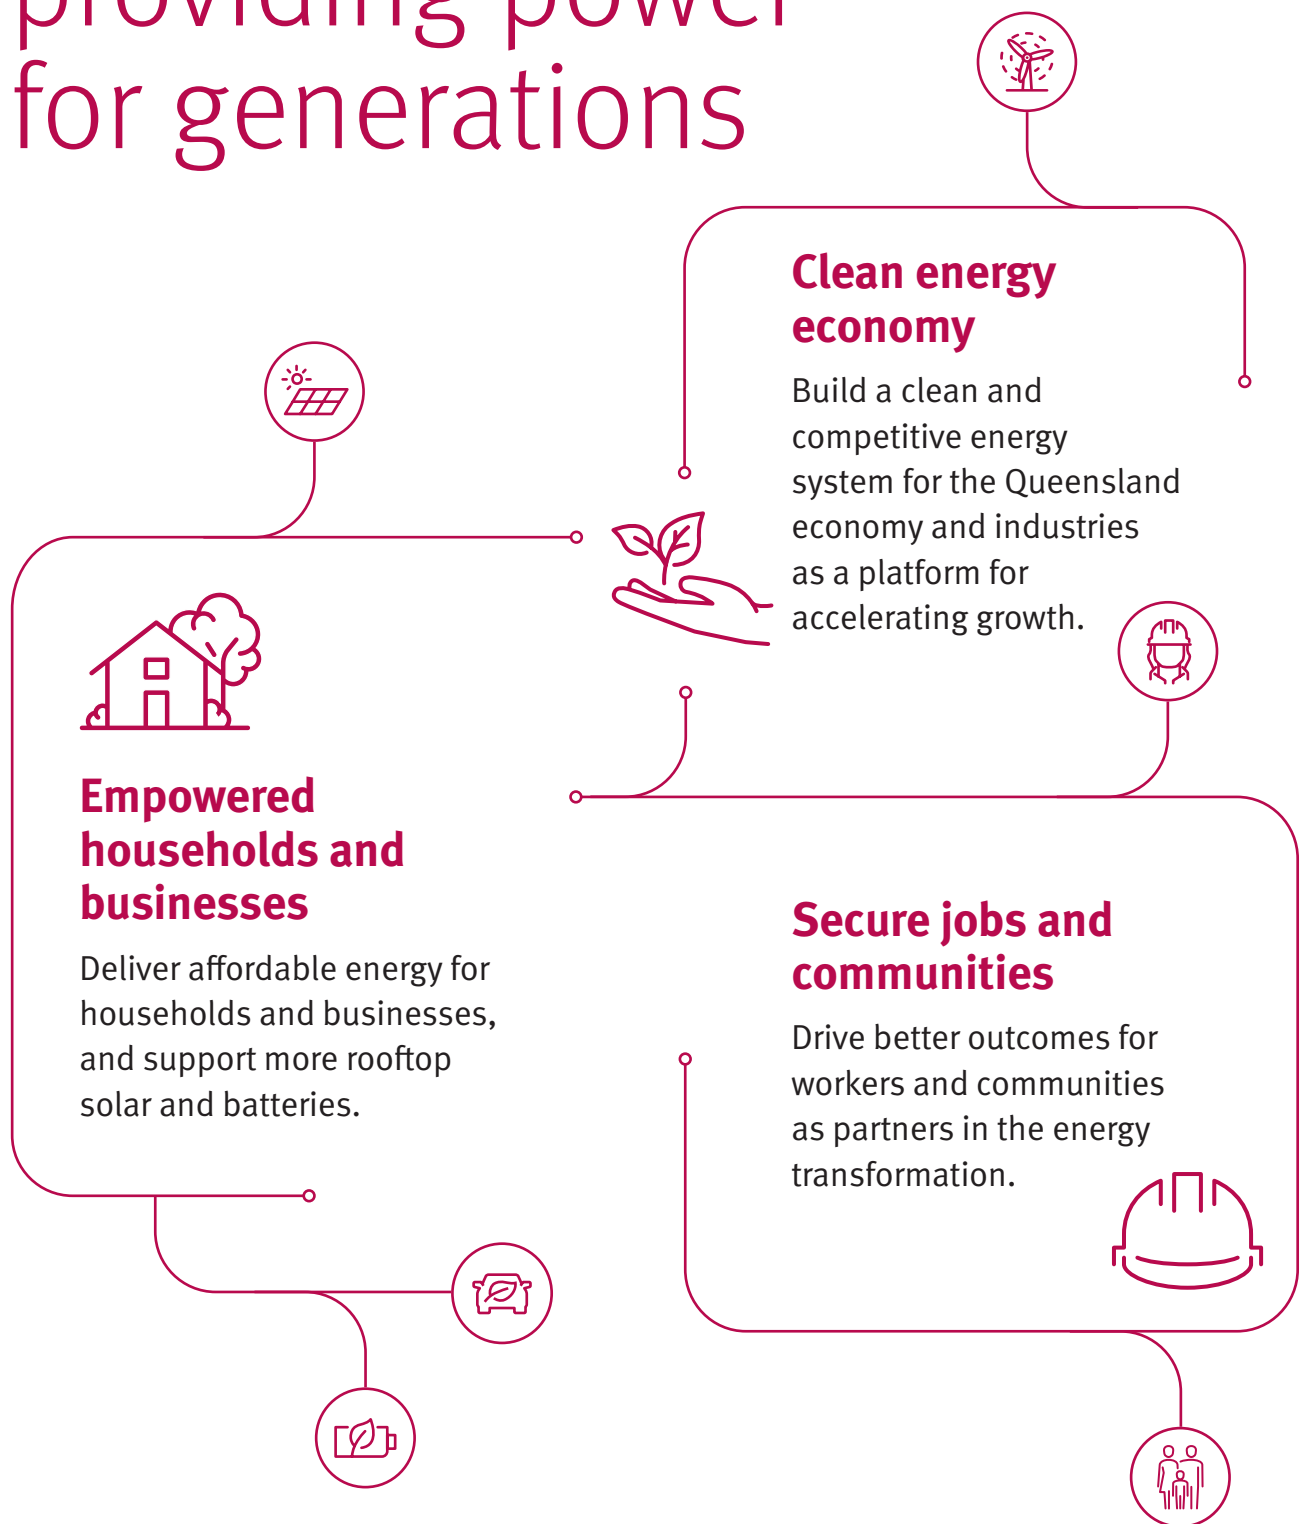 providing power
for generations
Clean energy
economy
Build a clean and
competitive energy
system for the Queensland
economy and industries
as a platform for
accelerating growth.
Empowered
households and
businesses
Deliver affordable energy for
households and businesses,
and support more rooftop
solar and batteries.
Secure jobs and
communities
Drive better outcomes for
workers and communities
as partners in the energy
transformation.